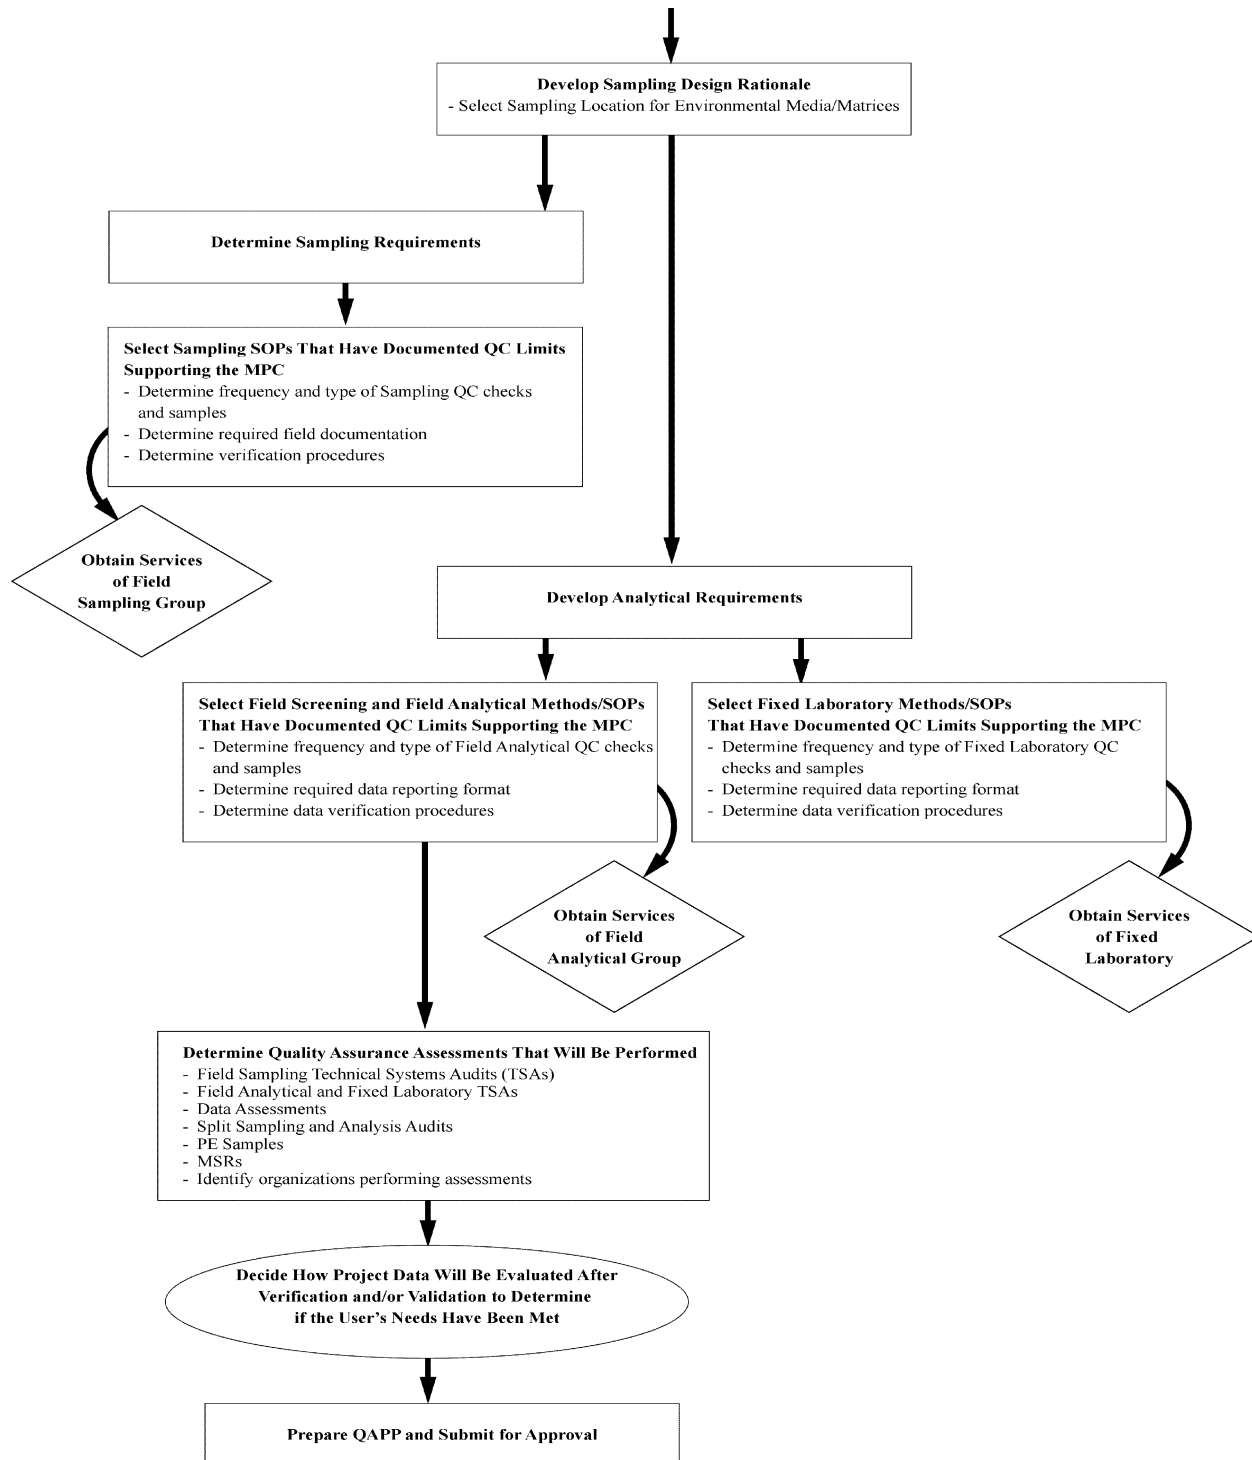 Develop Sampling Design Rationale
- Select Sampling Location for Environmental Media/Matrices
Determine Sampling Requirements
Select Sampling SOPs That Have Documented QC Limits
Supporting the MPC
- Determine frequency and type of Sampling QC checks
and samples
- Determine required field documentation
- Determine verification procedures
Obtain Services
of Field
Sampling Group
Develop Analytical Requirements
Select Field Screening and Field Analytical Methods/SOPs
That Have Documented QC Limits Supporting the MPC
- Determine frequency and type of Field Analytical QC checks
and samples
- Determine required data reporting format
- Determine data verification procedures
Select Fixed Laboratory Methods/SOPs
That Have Documented QC Limits Supporting the MPC
- Determine frequency and type of Fixed Laboratory QC
checks and samples
- Determine required data reporting format
- Determine data verification procedures
Obtain Services
of Field
Analytical Group
Obtain Services
of Fixed
Laboratory
Determine Quality Assurance Assessments That Will Be Performed
- Field Sampling Technical Systems Audits (TSAs)
- Field Analytical and Fixed Laboratory TSAs
- Data Assessments
- Split Sampling and Analysis Audits
- PE Samples
- MSRs
- Identify organizations performing assessments
Decide How Project Data Will Be Evaluated After
Verification and/or Validation to Determine
if the User's Needs Have Been Met
Prepare QAPP and Submit for Approval